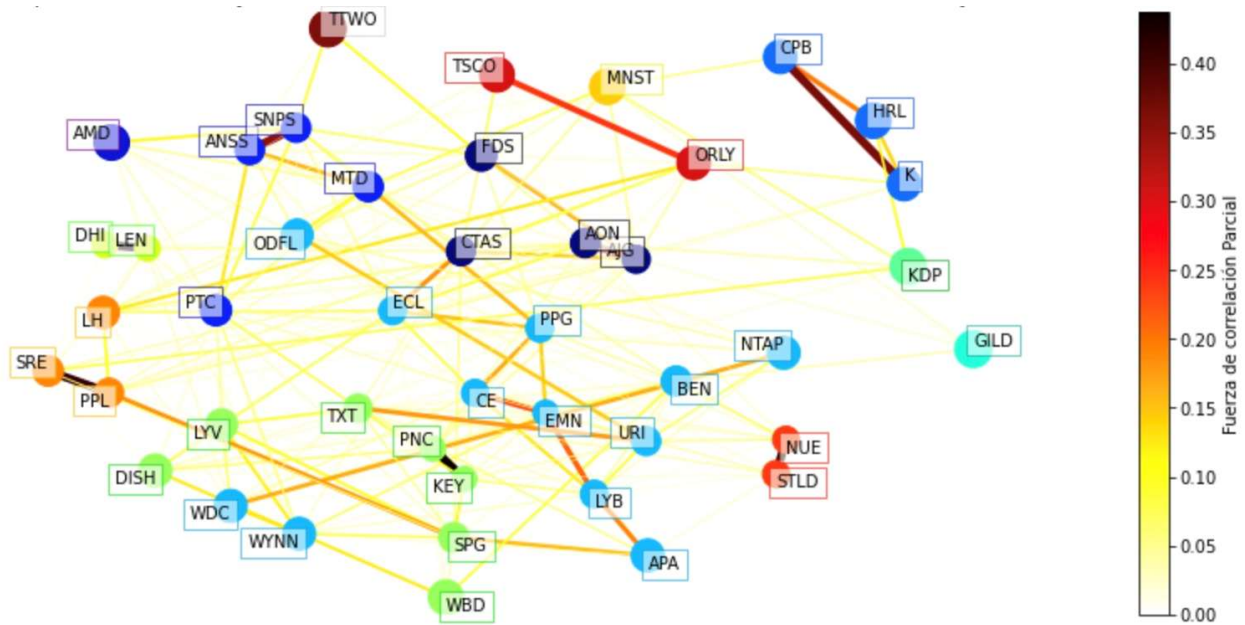 TTWO
CPB
TSCO
MNST
0.40
HRL
SNPS
AMD
ANSS
FDS
ORLY
0.35
MTD
K
0.30
DHI
LEN
ODFL
CTAS
AON
AJG
KDP
0.25
LH
PTC
ECL
PPG
GILD
NTAP
0.20
SRE
PPL
CE
BEN
0.15
LYV
TXT
EMN
URI
PNC
NUE
0.10
DISH
KEY
STLD
WDC
LYB
WYNN
SPG
0.05
APA
WBD
0.00
Fuerza de correlación Parcial